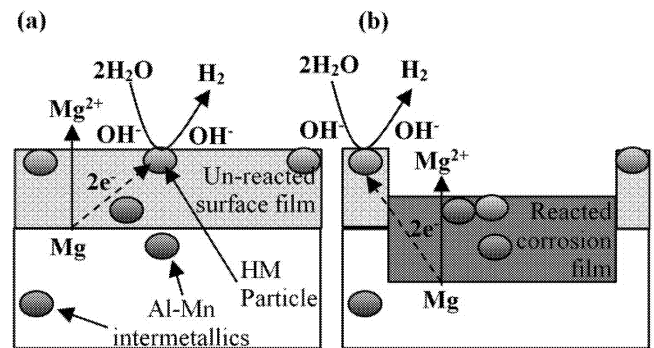 (a)
2H₂O
H₂
Mg²⁺
OH⁻
OH⁻
2e⁻
Un-reacted
surface film
Mg
HM
Particle
Al-Mn
intermetallics
(b)
2H₂O
H₂
OH⁻
OH⁻
Mg²⁺
2e⁻
Reacted
corrosion
film
Mg